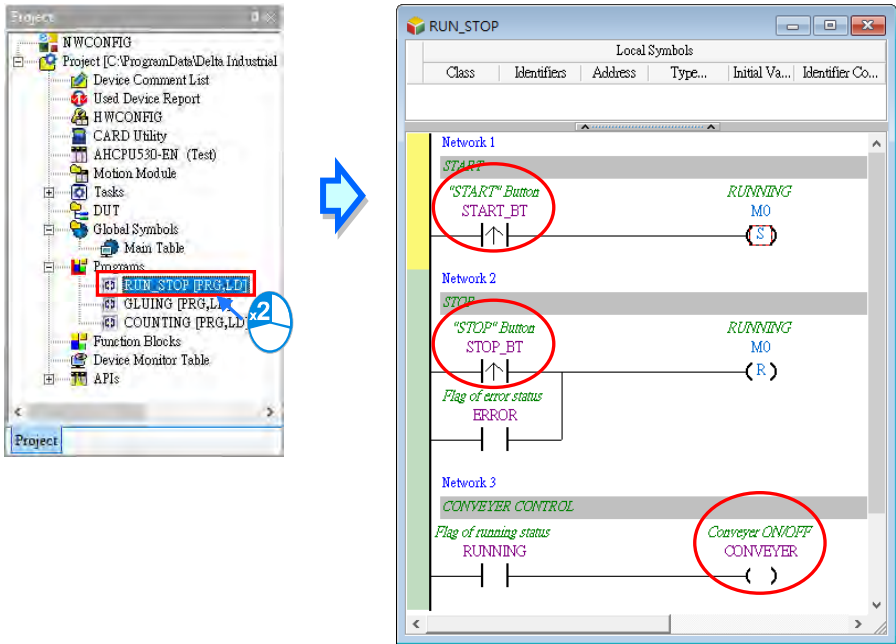 Project
NWCONFIG
Project [C:\ProgramData\Delta Industrial
Device Comment List
Used Device Report
HWCONFIG
CARD Utility
AHCPU530-EN (Test)
Motion Module
Tasks
DUT
Global Symbols
Main Table
Programs
RUN_STOP [PRG,LD]
GLUING [PRG,LD]
COUNTING [PRG,LD]
x2
Function Blocks
Device Monitor Table
APIs
Project
RUN_STOP
Local Symbols
Class Identifiers Address Type... Initial Va... Identifier Co...
Network 1
START
"START" Button RUNNING
START_BT M0
S
Network 2
STOP
"STOP" Button RUNNING
STOP_BT M0
R
Flag of error status
ERROR
Network 3
CONVEYER CONTROL
Flag of running status Conveyer ON/OFF
RUNNING CONVEYER